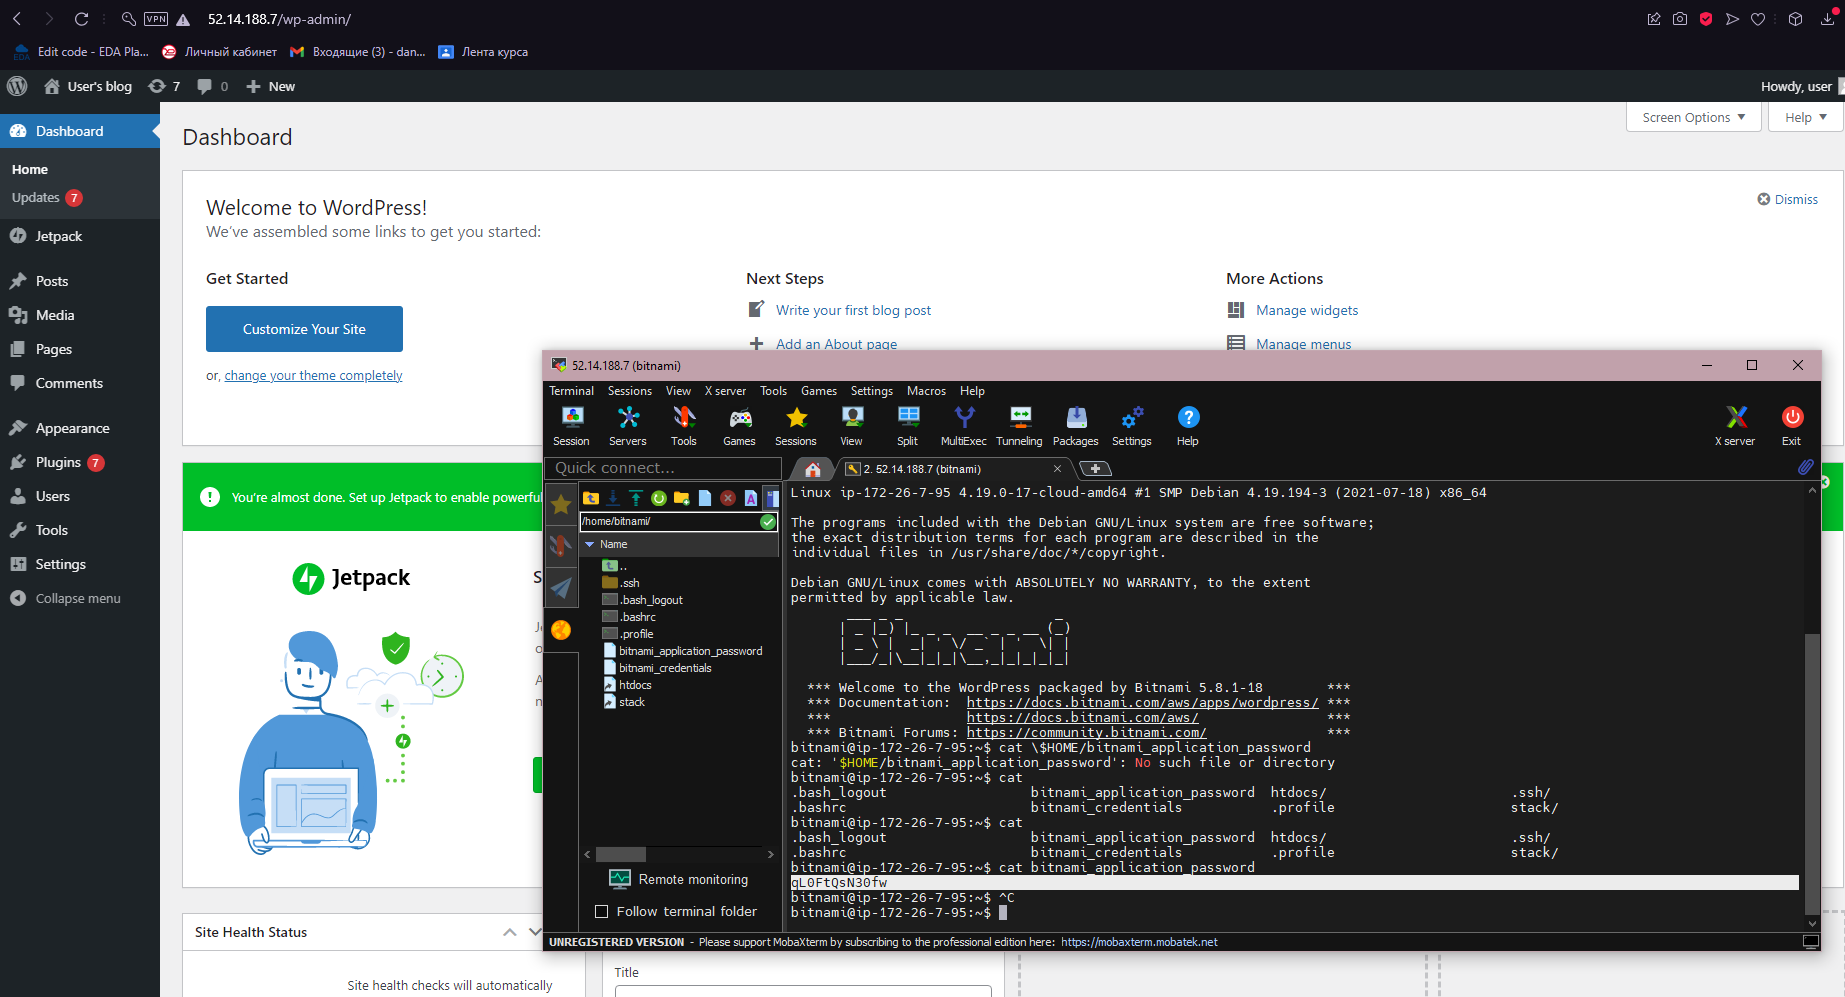 VPN 52.14.188.7/wp-admin/
EDA Edit code - EDA Pla... Личный кабинет Входящие (3) - dan... Лента курса
User's blog 7 0 New Howdy, user
Dashboard
Home
Updates 7
Jetpack
Posts
Media
Pages
Comments
Appearance
Plugins 7
Users
Tools
Settings
Collapse menu
Dashboard
Screen Options Help
Welcome to WordPress!
Dismiss
We've assembled some links to get you started:
Get Started
Customize Your Site
or, change your theme completely
Next Steps
Write your first blog post
Add an About page
More Actions
Manage widgets
Manage menus
You're almost done. Set up Jetpack to enable powerful
Jetpack
Site Health Status
Site health checks will automatically
Title
52.14.188.7 (bitnami)
Terminal Sessions View X server Tools Games Settings Macros Help
Session Servers Tools Games Sessions View Split MultiExec Tunneling Packages Settings Help X server Exit
Quick connect...
2. 52.14.188.7 (bitnami)
/home/bitnami/
Name
..
.ssh
.bash_logout
.bashrc
.profile
bitnami_application_password
bitnami_credentials
htdocs
stack
Remote monitoring
Follow terminal folder
Linux ip-172-26-7-95 4.19.0-17-cloud-amd64 #1 SMP Debian 4.19.194-3 (2021-07-18) x86_64
The programs included with the Debian GNU/Linux system are free software;
the exact distribution terms for each program are described in the
individual files in /usr/share/doc/*/copyright.
Debian GNU/Linux comes with ABSOLUTELY NO WARRANTY, to the extent
permitted by applicable law.
Bitnami
*** Welcome to the WordPress packaged by Bitnami 5.8.1-18 ***
*** Documentation: https://docs.bitnami.com/aws/apps/wordpress/ ***
*** https://docs.bitnami.com/aws/ ***
*** Bitnami Forums: https://community.bitnami.com/ ***
bitnami@ip-172-26-7-95:~$ cat \$HOME/bitnami_application_password
cat: '$HOME/bitnami_application_password': No such file or directory
bitnami@ip-172-26-7-95:~$ cat
.bash_logout bitnami_application_password htdocs/ .ssh/
.bashrc bitnami_credentials .profile stack/
bitnami@ip-172-26-7-95:~$ cat
.bash_logout bitnami_application_password htdocs/ .ssh/
.bashrc bitnami_credentials .profile stack/
bitnami@ip-172-26-7-95:~$ cat bitnami_application_password
qL0FtQsN30fw
bitnami@ip-172-26-7-95:~$ ^C
bitnami@ip-172-26-7-95:~$
UNREGISTERED VERSION - Please support MobaXterm by subscribing to the professional edition here: https://mobaxterm.mobatek.net